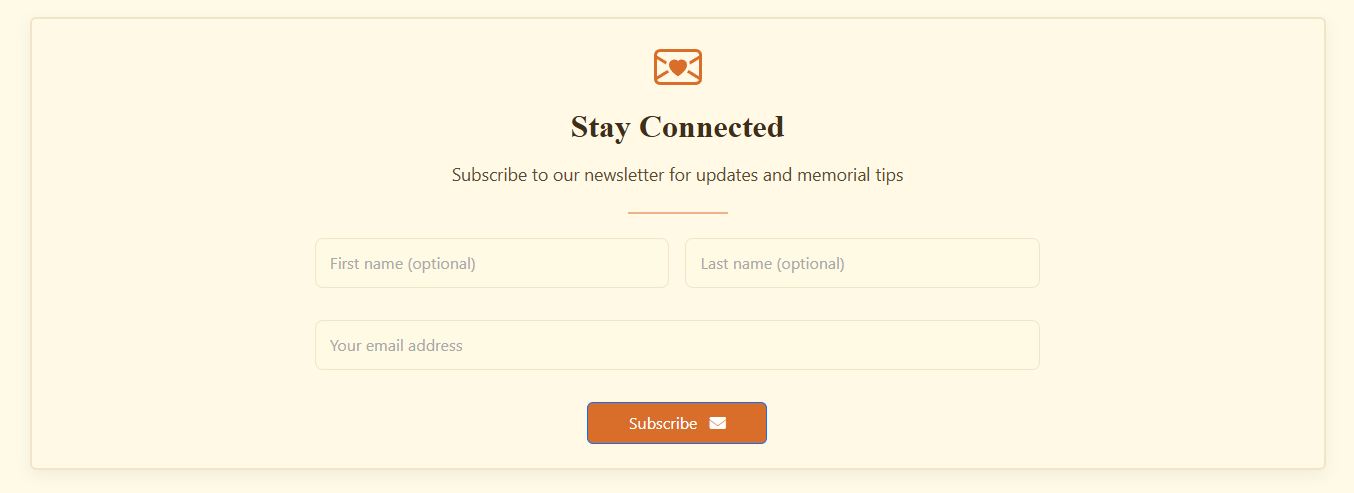 Stay Connected
Subscribe to our newsletter for updates and memorial tips
First name (optional) Last name (optional)
Your email address
Subscribe